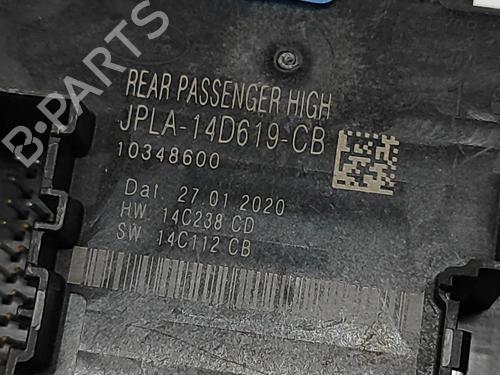 B-PARTS
REAR PASSENGER HIGH
JPLA-14D619-CB
10348600
Dat. 27.01.2020
HW. 14C238 CD
SW. 14C112 CB